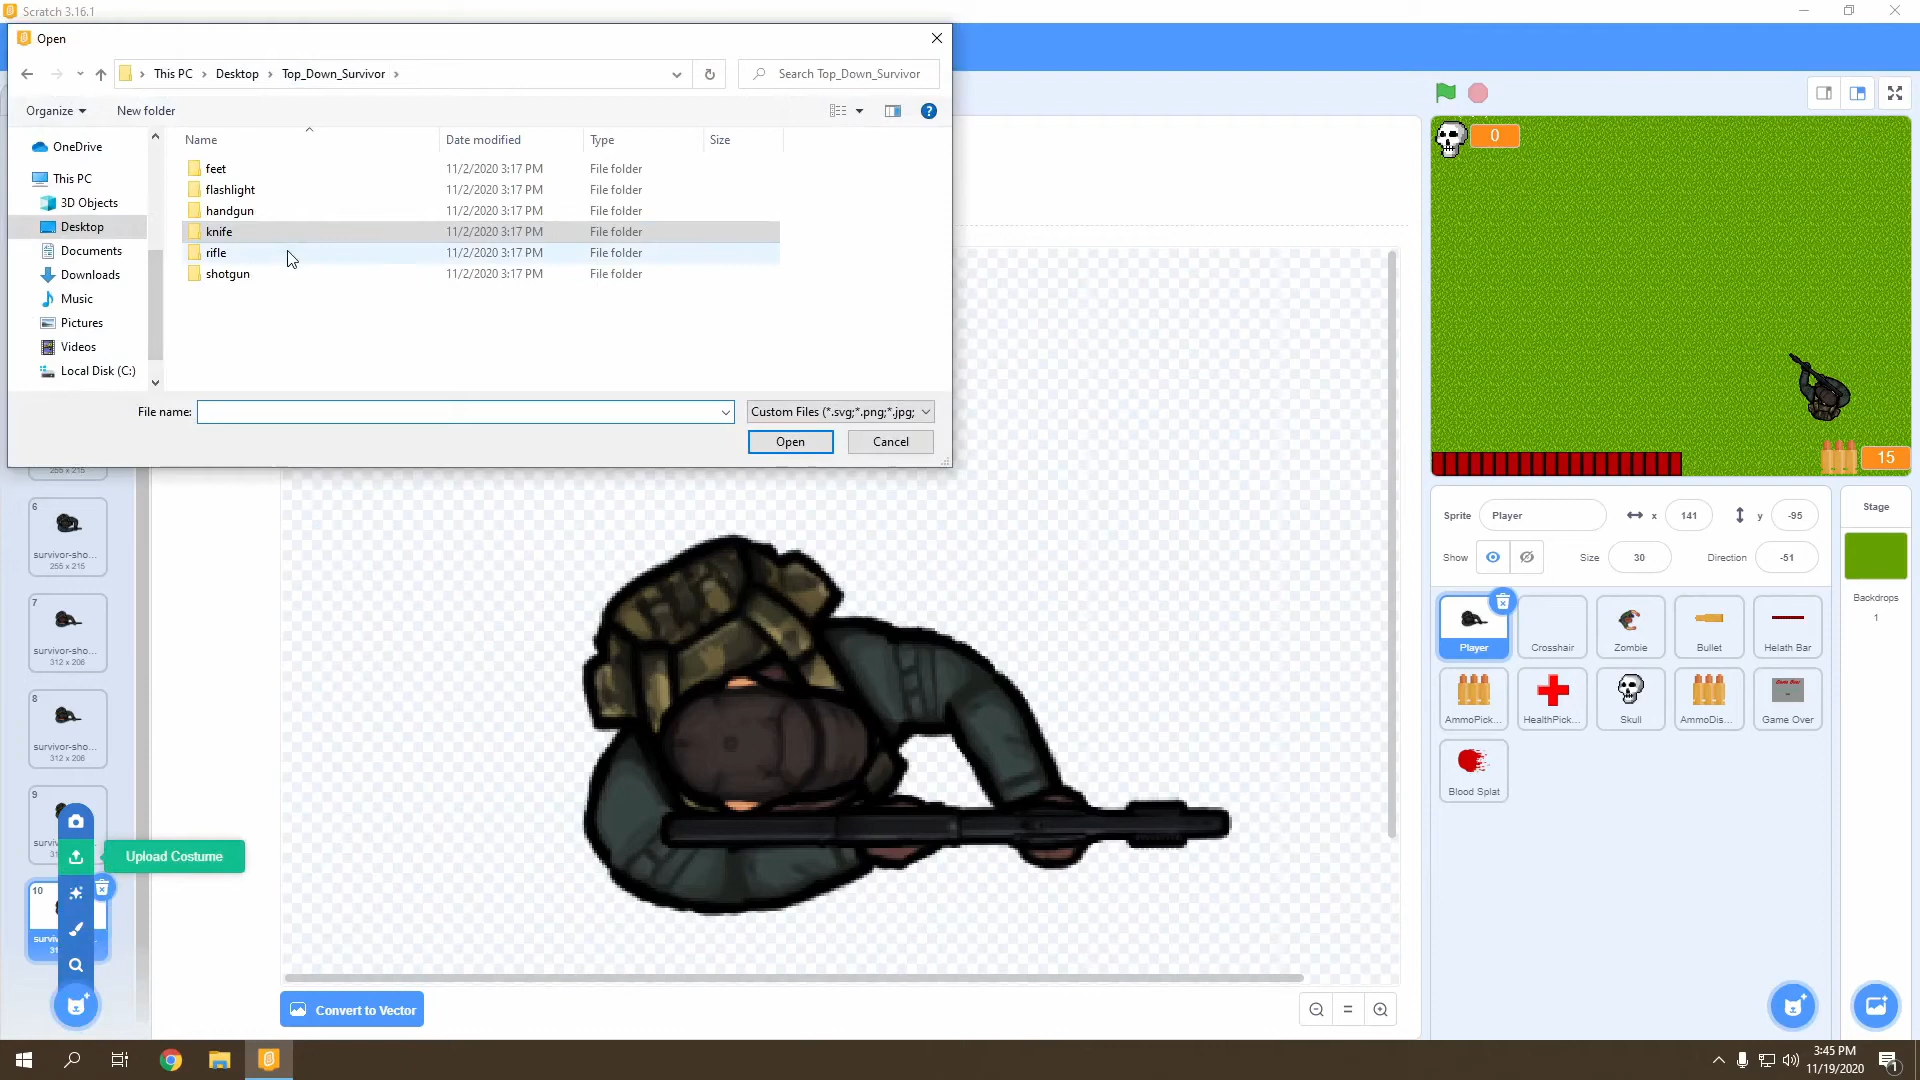 Scratch 3.16.1
Open
This PC
Desktop
Top_Down_Survivor
Search Top_Down_Survivor
Organize
New folder
Name
Date modified
Type
Size
OneDrive
This PC
3D Objects
Desktop
Documents
Downloads
Music
Pictures
Videos
Local Disk (C:)
feet 11/2/2020 3:17 PM File folder
flashlight 11/2/2020 3:17 PM File folder
handgun 11/2/2020 3:17 PM File folder
knife 11/2/2020 3:17 PM File folder
rifle 11/2/2020 3:17 PM File folder
shotgun 11/2/2020 3:17 PM File folder
File name:
Custom Files (*.svg;*.png;*.jpg;
Open
Cancel
255 x 215
6
survivor-sho...
255 x 215
7
survivor-sho...
312 x 206
8
survivor-sho...
312 x 206
9
surviv
31
Upload Costume
10
surviv
31
Convert to Vector
0
15
Sprite
Player
x
141
y
-95
Show
Size
30
Direction
-51
Player
Crosshair
Zombie
Bullet
Helath Bar
AmmoPick...
HealthPick...
Skull
AmmoDis...
Game Over
Blood Splat
Stage
Backdrops
1
3:45 PM
11/19/2020
1